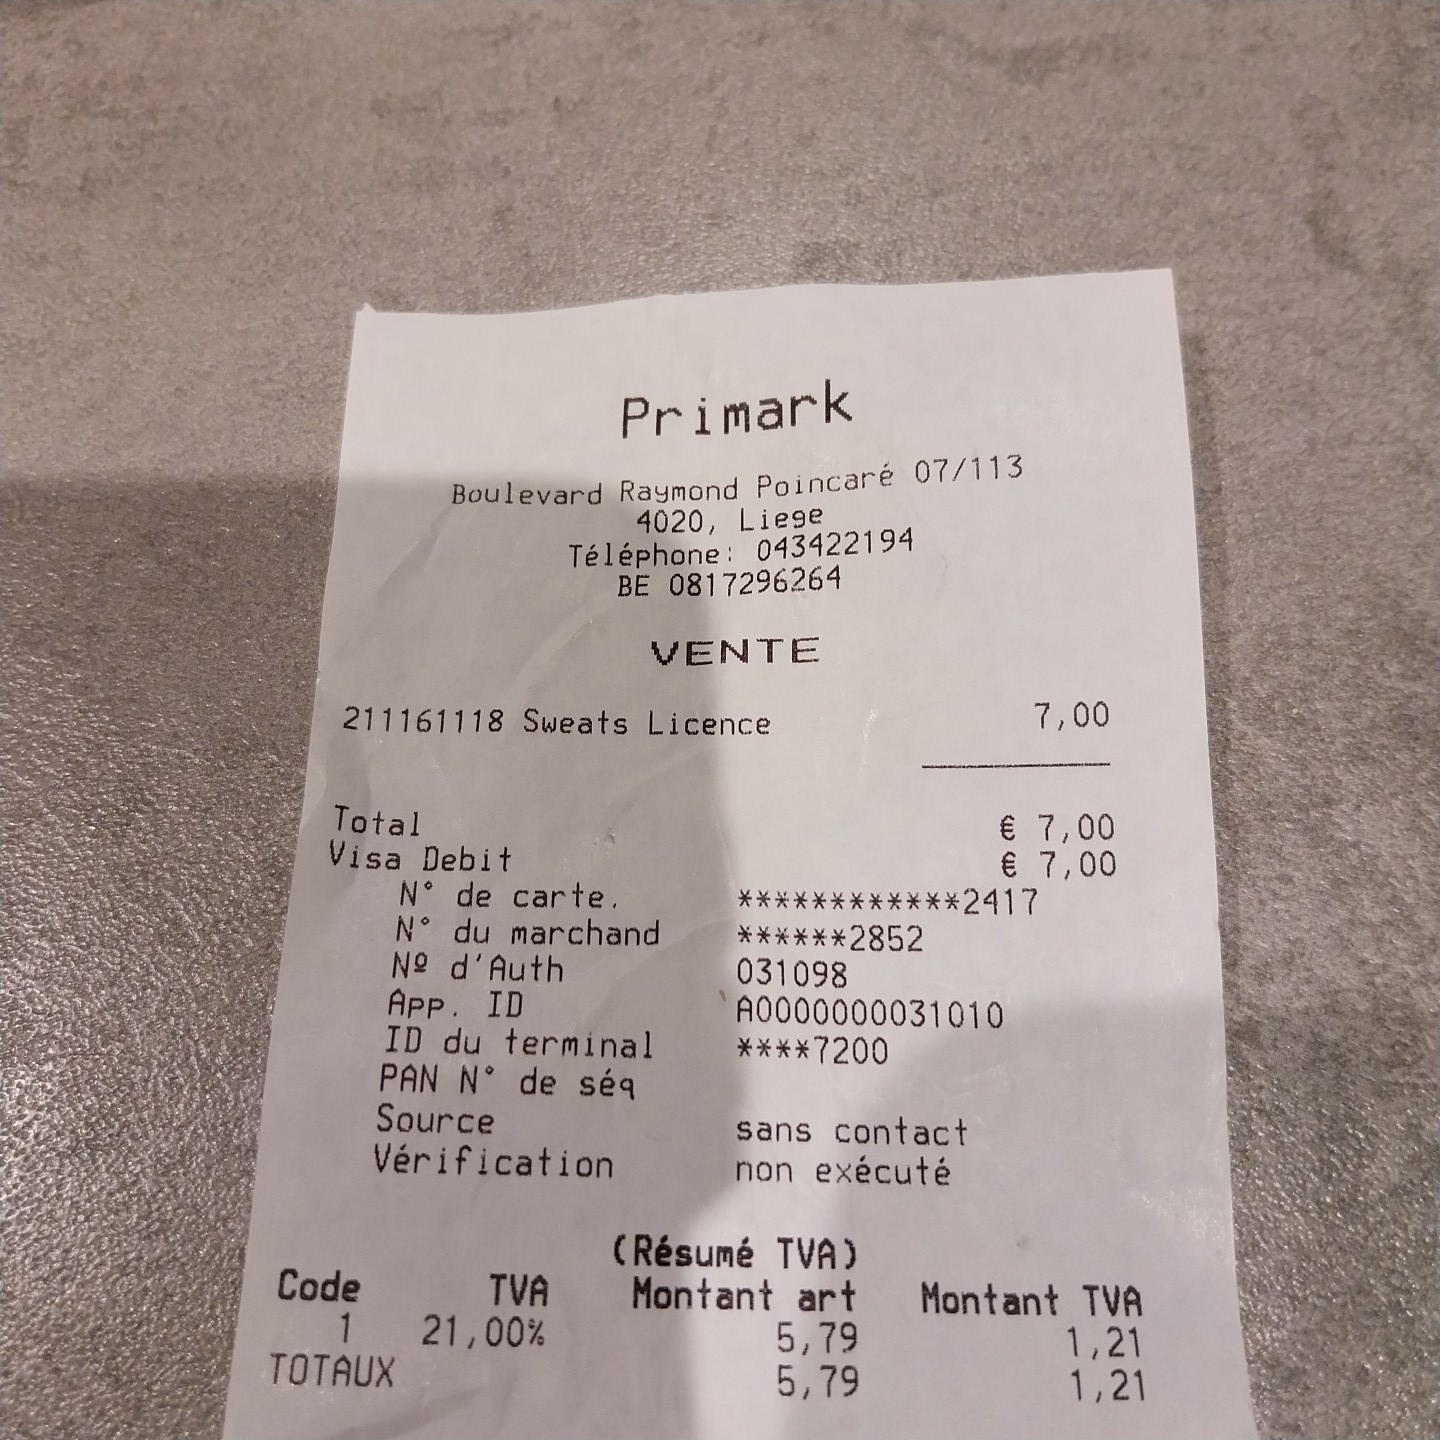 Primark
Boulevard Raymond Poincaré 07/113
4020, Liege
Téléphone: 043422194
BE 0817296264
VENTE
211161118 Sweats Licence 7,00
Total € 7,00
Visa Debit € 7,00
N° de carte. ************2417
N° du marchand ******2852
Nº d'Auth 031098
App. ID A0000000031010
ID du terminal ****7200
PAN N° de séq
Source sans contact
Vérification non exécuté
(Résumé TVA)
Code TVA Montant art Montant TVA
1 21,00% 5,79 1,21
TOTAUX 5,79 1,21